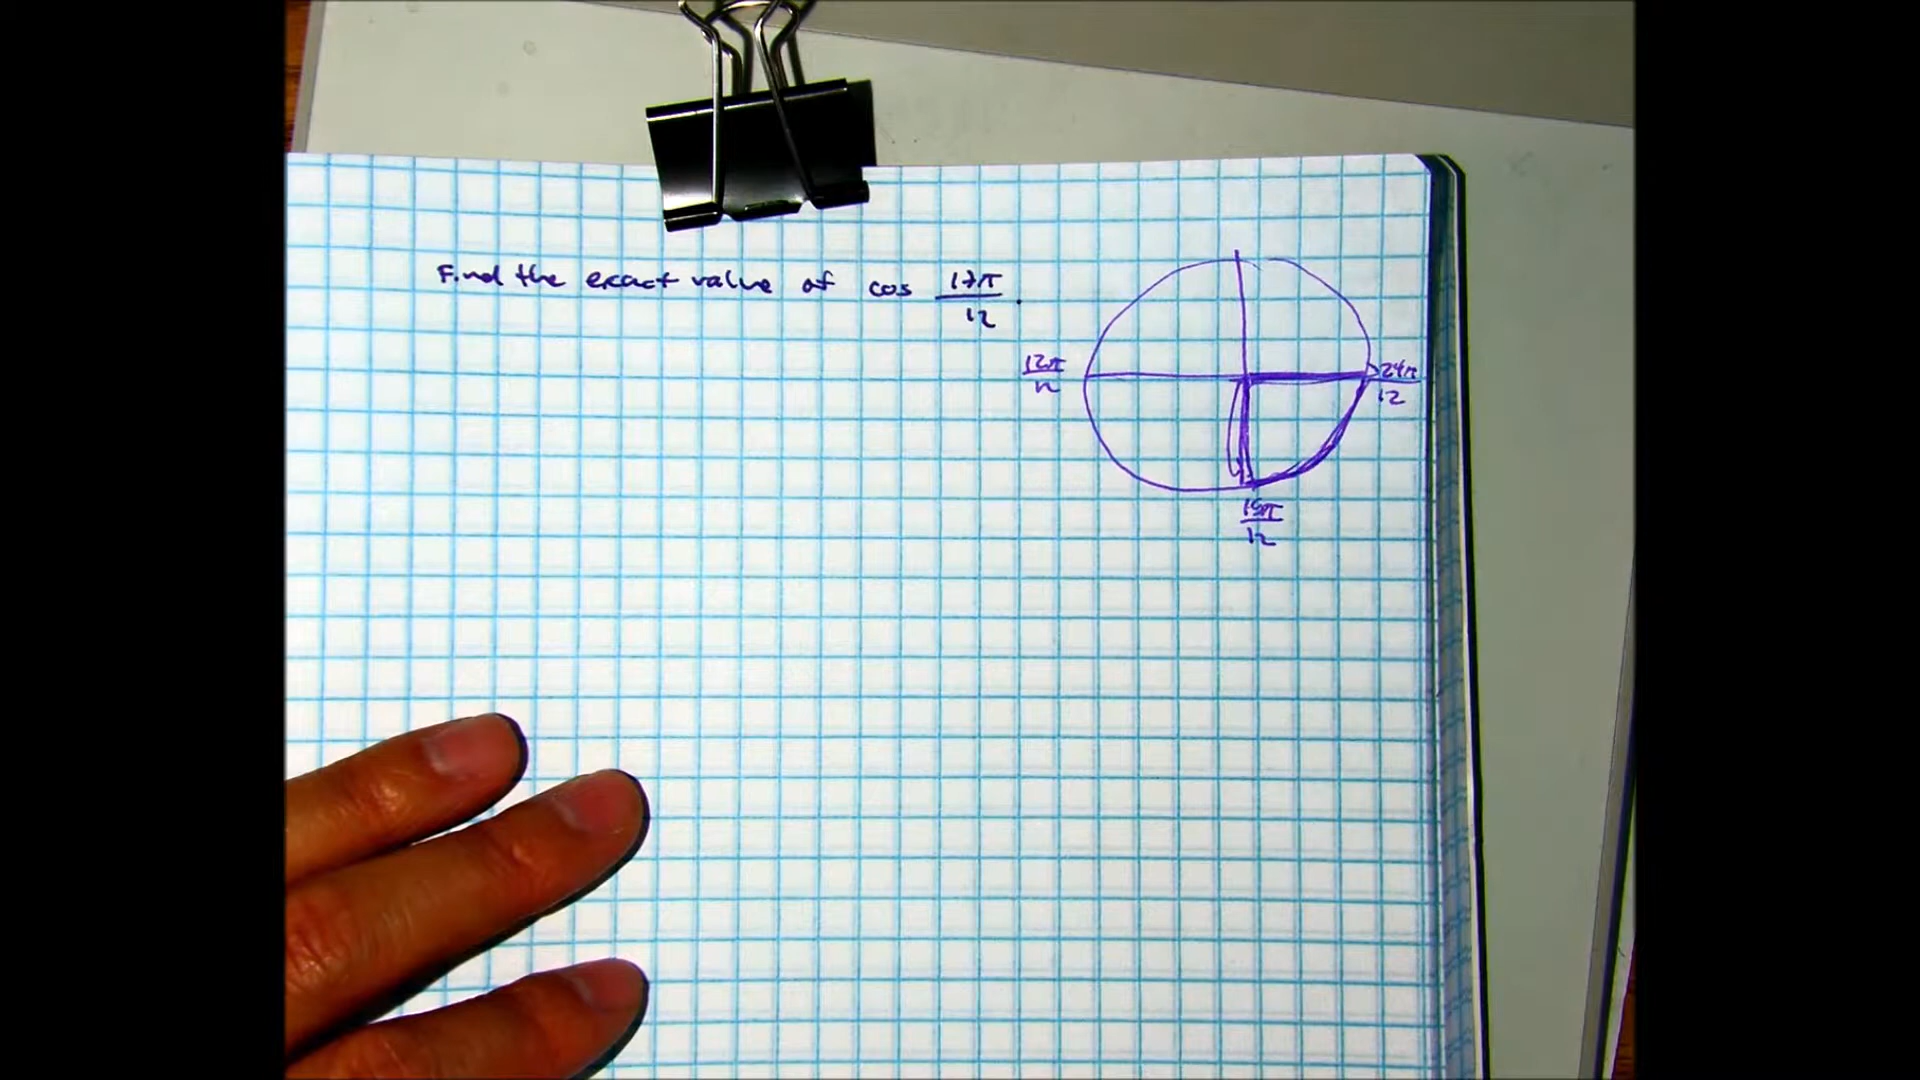 Find the exact value of cos 17π/12.
12π/12
24π/12
18π/12